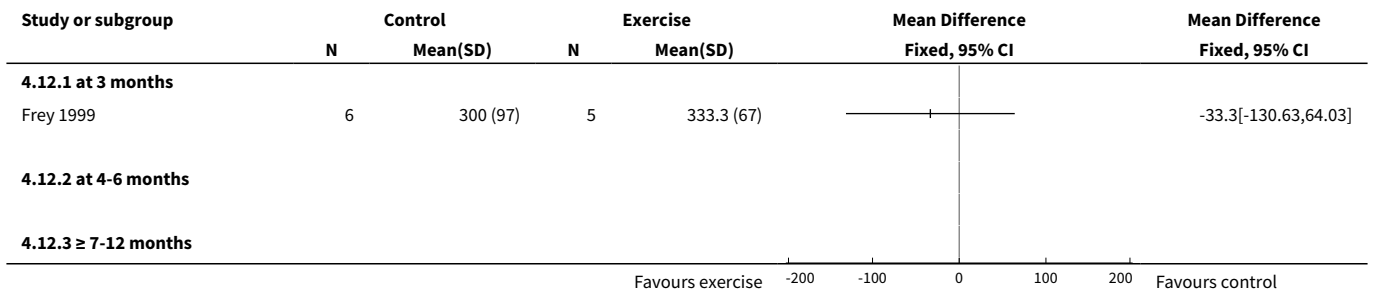 Study or subgroup Control Exercise Mean Difference Mean Difference
N Mean(SD) N Mean(SD) Fixed, 95% CI Fixed, 95% CI
4.12.1 at 3 months
Frey 1999 6 300 (97) 5 333.3 (67) -33.3[-130.63,64.03]
4.12.2 at 4-6 months
4.12.3 ≥ 7-12 months
Favours exercise -200 -100 0 100 200 Favours control